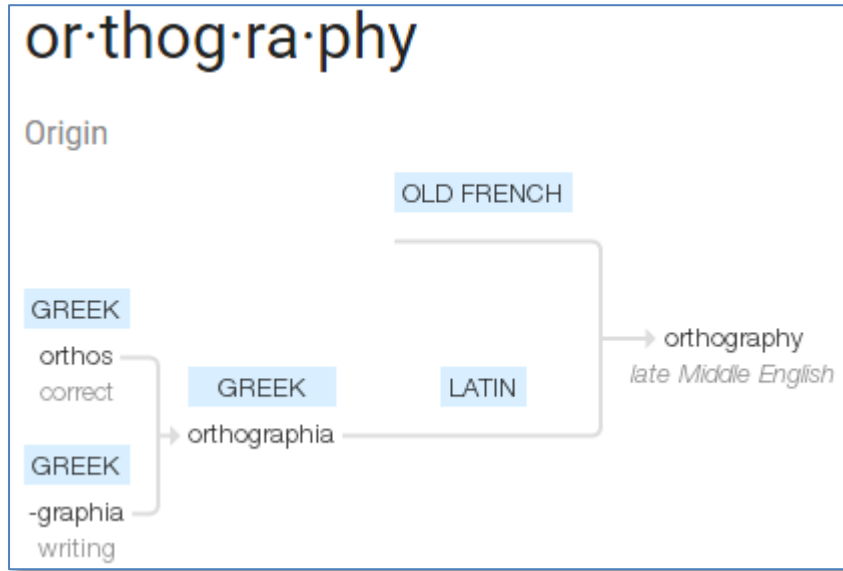 or·thog·ra·phy
Origin
OLD FRENCH
GREEK
orthos
correct
GREEK
-graphia
writing
GREEK
orthographia
LATIN
orthography
late Middle English